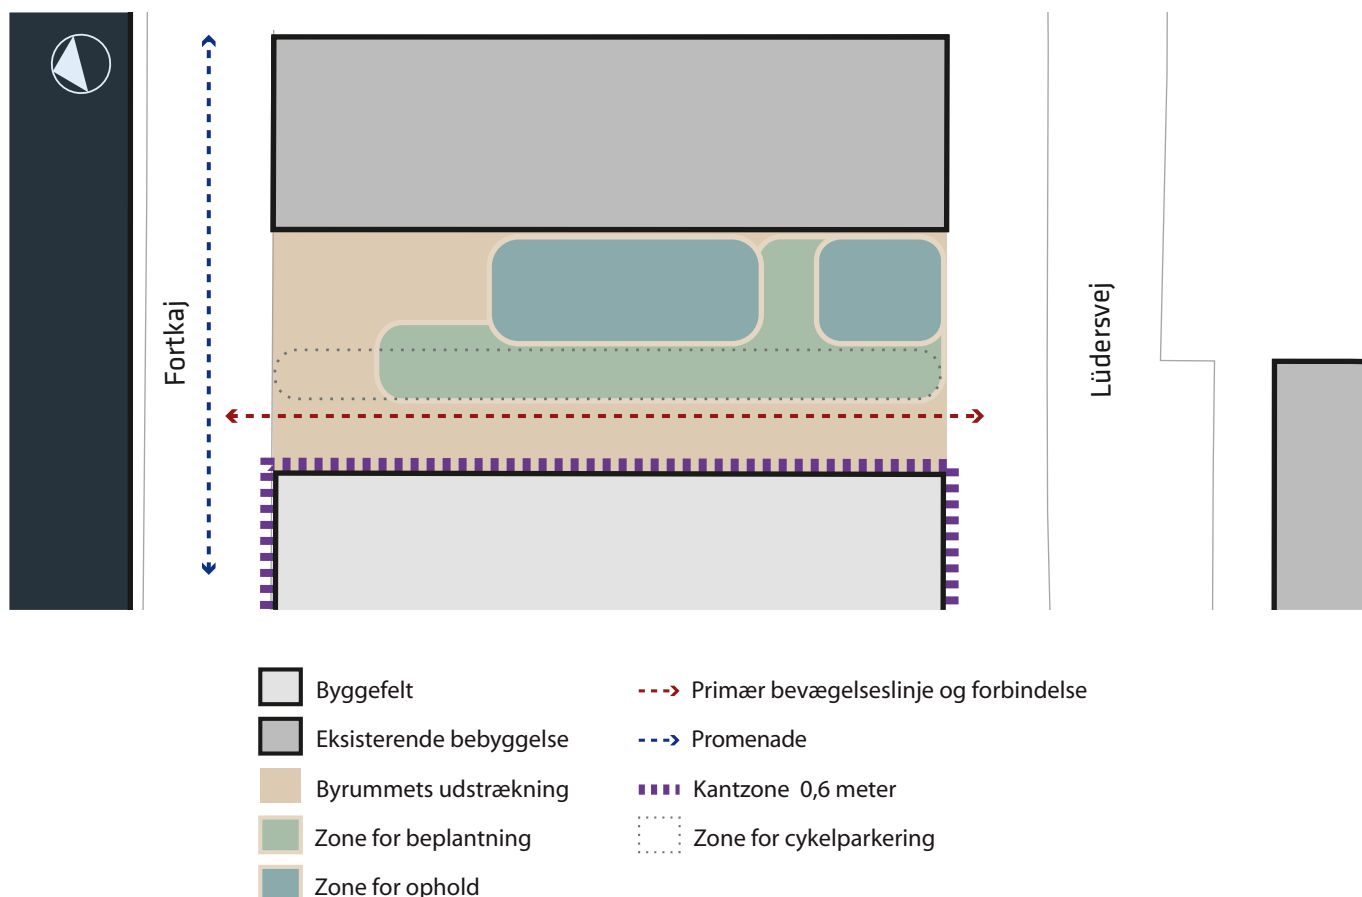 Fortkaj
Lüdersvej
Byggefelt
Eksisterende bebyggelse
Byrummets udstrækning
Zone for beplantning
Zone for ophold
Primær bevægelseslinje og forbindelse
Promenade
Kantzone 0,6 meter
Zone for cykelparkering